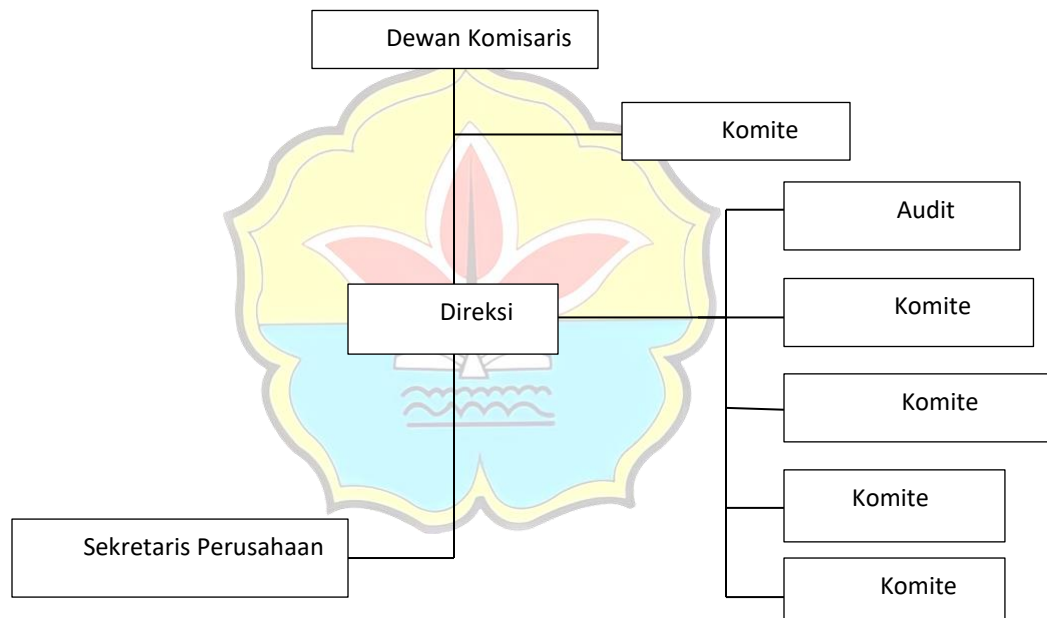 Dewan Komisaris
Komite
Audit
Komite
Direksi
Komite
Komite
Sekretaris Perusahaan
Komite